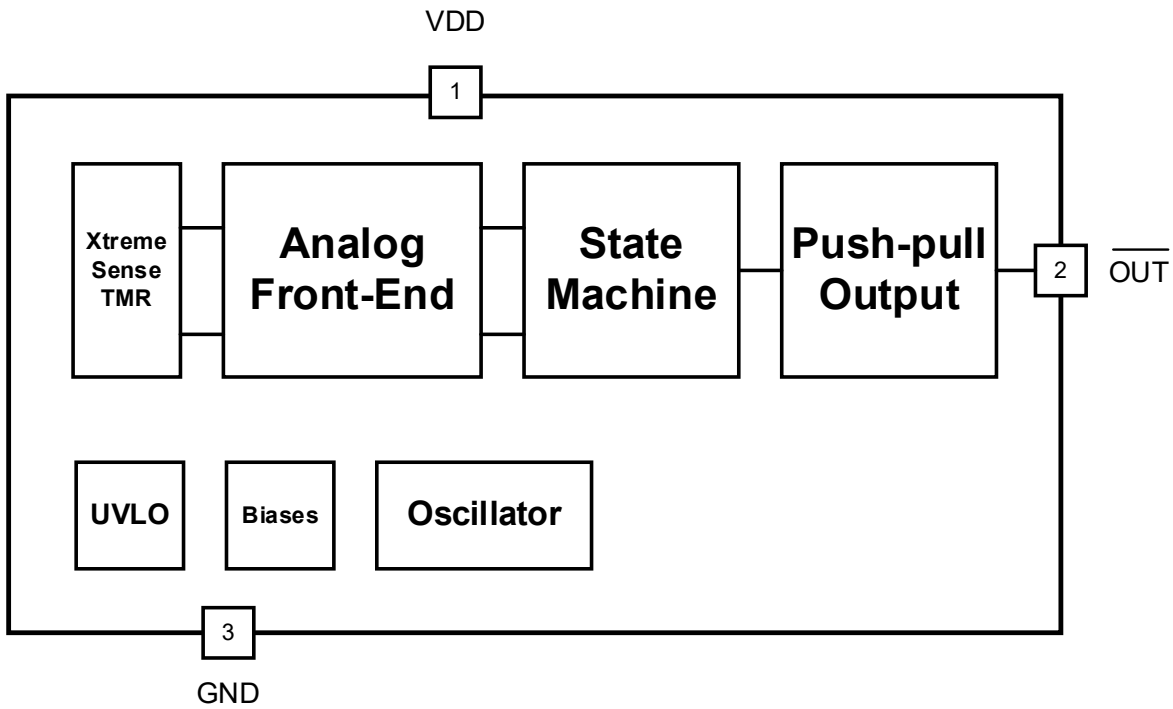 VDD
1
Xtreme
Sense
TMR
Analog
Front-End
State
Machine
Push-pull
Output
2
OUT
UVLO
Biases
Oscillator
3
GND